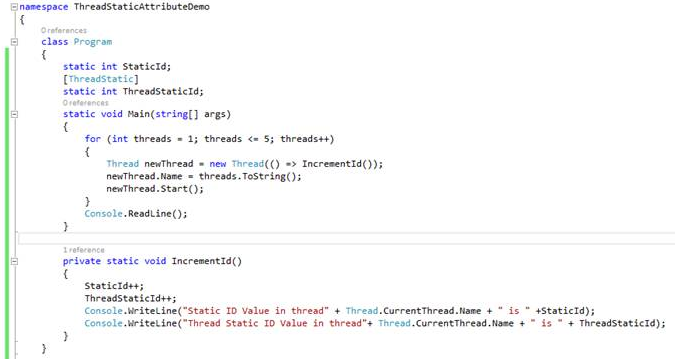 namespace ThreadStaticAttributeDemo
{
0 references
class Program
{
static int StaticId;
[ThreadStatic]
static int ThreadStaticId;
0 references
static void Main(string[] args)
{
for (int threads = 1; threads <= 5; threads++)
{
Thread newThread = new Thread(() => IncrementId());
newThread.Name = threads.ToString();
newThread.Start();
}
Console.ReadLine();
}
1 reference
private static void IncrementId()
{
StaticId++;
ThreadStaticId++;
Console.WriteLine("Static ID Value in thread" + Thread.CurrentThread.Name + " is " +StaticId);
Console.WriteLine("Thread Static ID Value in thread"+ Thread.CurrentThread.Name + " is " + ThreadStaticId);
}
}